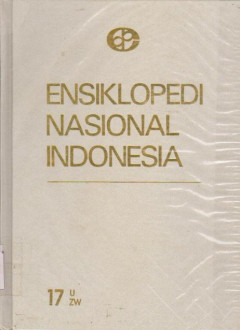 ENSIKLOPEDI
NASIONAL
INDONESIA
17 U
ZW